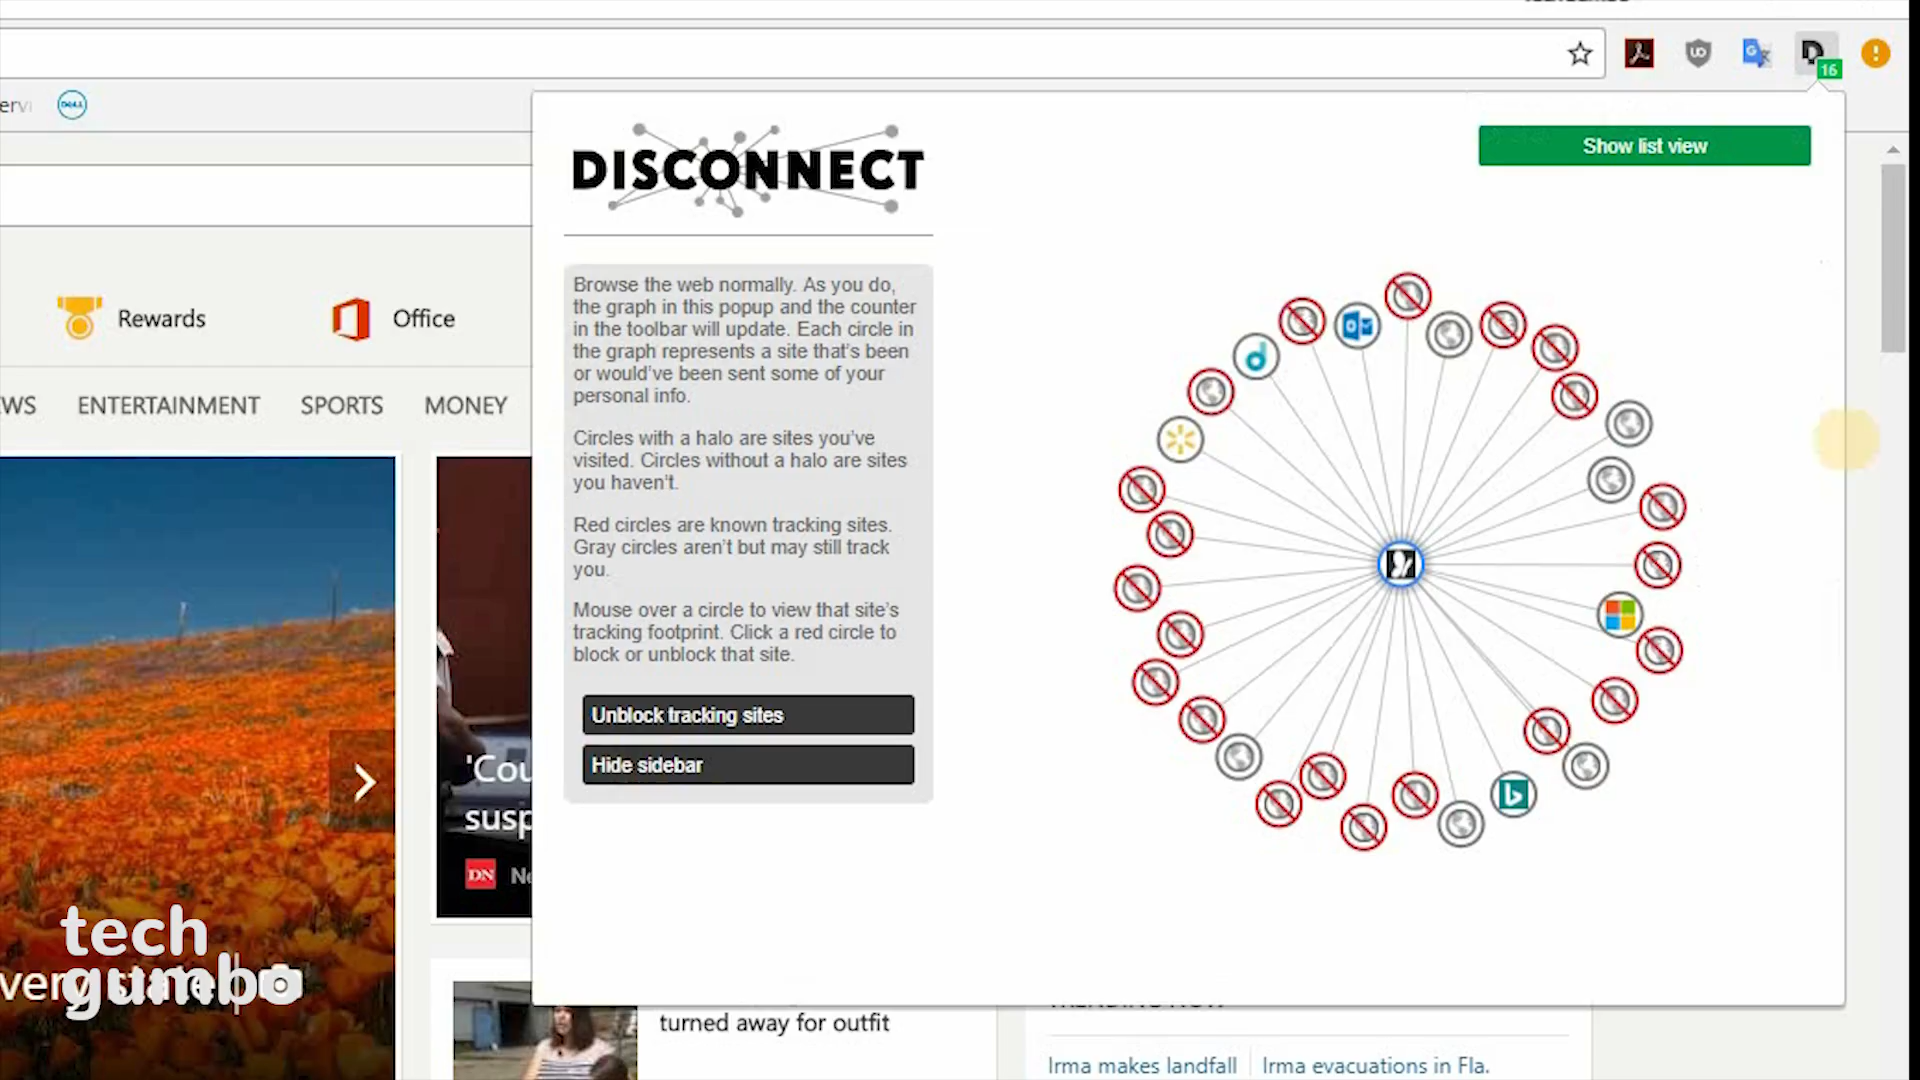 16
DELL
DISCONNECT
Show list view
Browse the web normally. As you do,
the graph in this popup and the counter
in the toolbar will update. Each circle in
the graph represents a site that's been
or would've been sent some of your
personal info.
Circles with a halo are sites you've
visited. Circles without a halo are sites
you haven't.
Red circles are known tracking sites.
Gray circles aren't but may still track
you.
Mouse over a circle to view that site's
tracking footprint. Click a red circle to
block or unblock that site.
Unblock tracking sites
Hide sidebar
Rewards
Office
ENTERTAINMENT
SPORTS
MONEY
'Cou
susp
DN
tech
gumbo
turned away for outfit
Irma makes landfall
Irma evacuations in Fla.